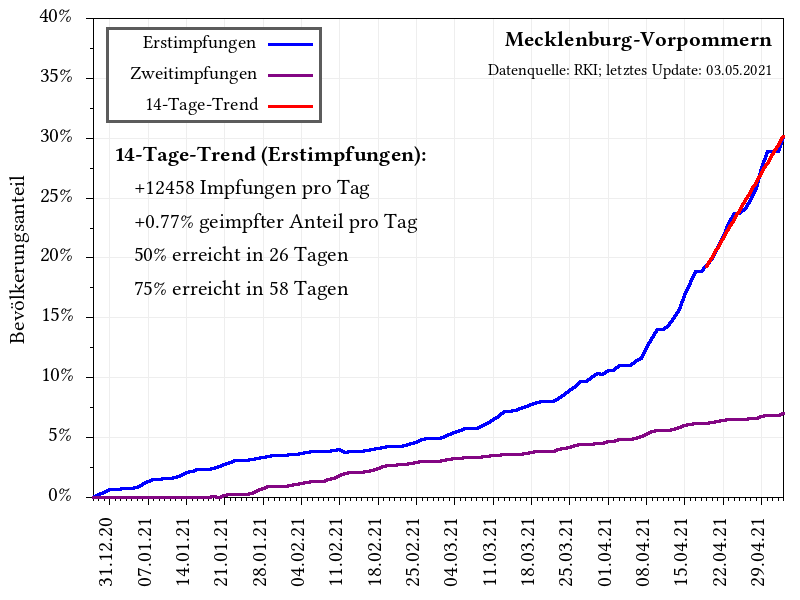 40%
35%
30%
25%
20%
15%
10%
5%
0%
Bevölkerungsanteil
Erstimpfungen
Zweitimpfungen
14-Tage-Trend
Mecklenburg-Vorpommern
Datenquelle: RKI; letztes Update: 03.05.2021
14-Tage-Trend (Erstimpfungen):
+12458 Impfungen pro Tag
+0.77% geimpfter Anteil pro Tag
50% erreicht in 26 Tagen
75% erreicht in 58 Tagen
31.12.20
07.01.21
14.01.21
21.01.21
28.01.21
04.02.21
11.02.21
18.02.21
25.02.21
04.03.21
11.03.21
18.03.21
25.03.21
01.04.21
08.04.21
15.04.21
22.04.21
29.04.21